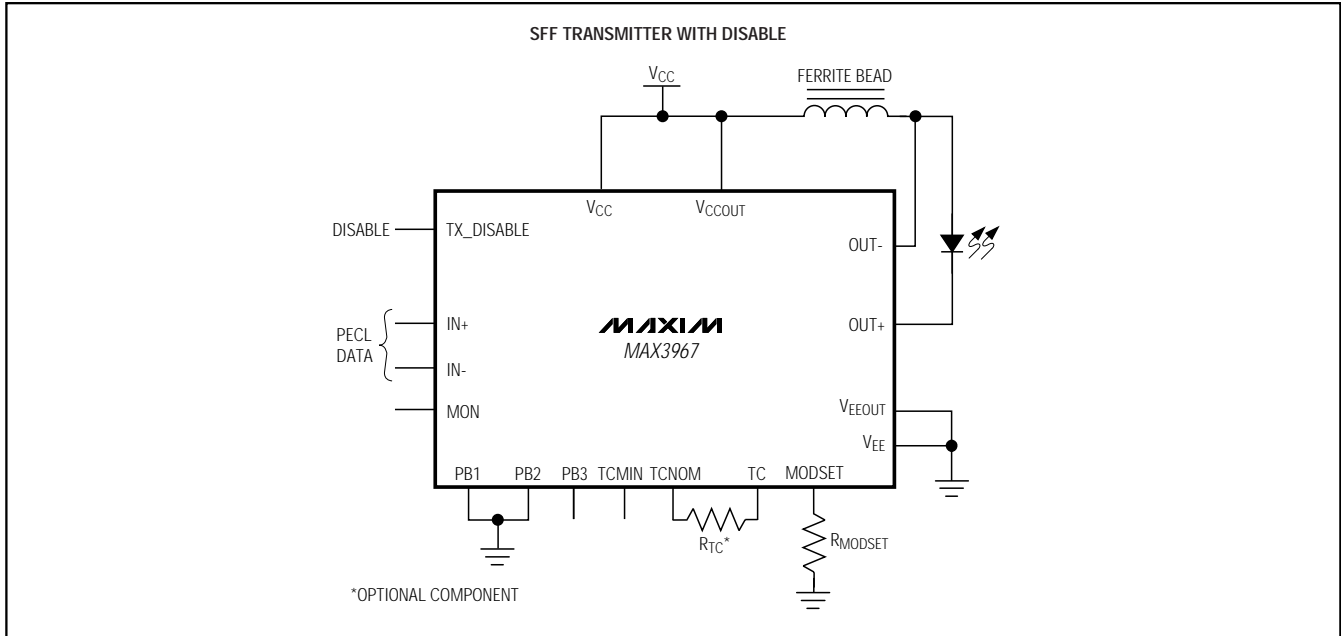 SFF TRANSMITTER WITH DISABLE
VCC
FERRITE BEAD
VCC
VCCOUT
DISABLE
TX_DISABLE
OUT-
PECL
DATA
IN+
IN-
MAXIM
MAX3967
OUT+
MON
VEEOUT
VEE
PB1
PB2
PB3
TCMIN
TCNOM
TC
MODSET
RTC*
RMODSET
*OPTIONAL COMPONENT